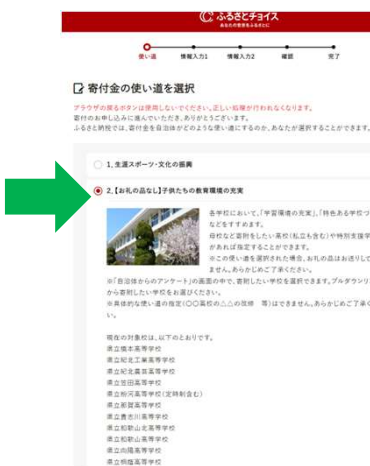 ふるさとチョイス
あなたの意思をふるさとに
使い道 情報入力1 情報入力2 確認 完了
寄付金の使い道を選択
ブラウザの戻るボタンは使用しないでください。正しい処理が行われなくなります。
寄付のお申し込みに進んでいただき、ありがとうございます。
ふるさと納税では、寄付金を自治体がどのような使い道にするのか、あなたが選択することができます。
1. 生涯スポーツ・文化の振興
2. 【お礼の品なし】子供たちの教育環境の充実
各学校において、「学習環境の充実」、「特色ある学校づ
などをすすめます。
母校など寄附をしたい高校(私立も含む)や特別支援学
があれば指定することができます。
※この使い道を選択された場合、お礼の品はお送りして
ません。あらかじめご了承ください。
※「自治体からのアンケート」の画面の中で、寄附したい学校を選択できます。プルダウンリ
から寄附したい学校をお選びください。
※具体的な使い道の指定(〇〇高校の△△の改修 等)はできません。あらかじめご了承く
い。
現在の対象校は、以下のとおりです。
県立橋本高等学校
県立紀北工業高等学校
県立紀北農芸高等学校
県立笠田高等学校
県立粉河高等学校(定時制含む)
県立那賀高等学校
県立貴志川高等学校
県立和歌山北高等学校
県立和歌山高等学校
県立向陽高等学校
県立桐蔭高等学校